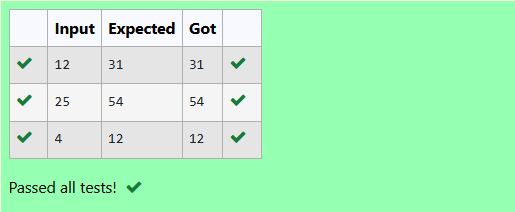 Input Expected Got
12 31 31
25 54 54
4 12 12
Passed all tests!